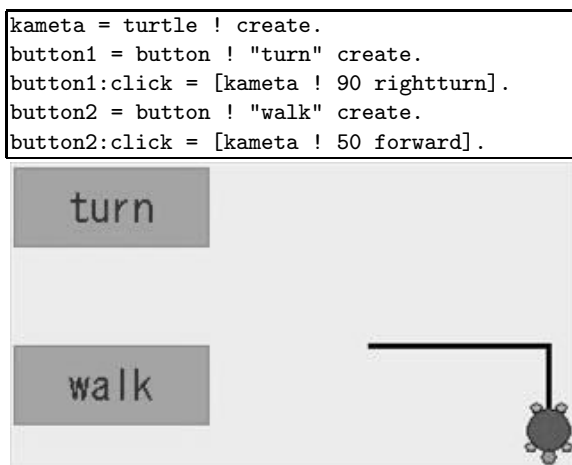 kameta = turtle ! create.
button1 = button ! "turn" create.
button1:click = [kameta ! 90 rightturn].
button2 = button ! "walk" create.
button2:click = [kameta ! 50 forward].
turn
walk